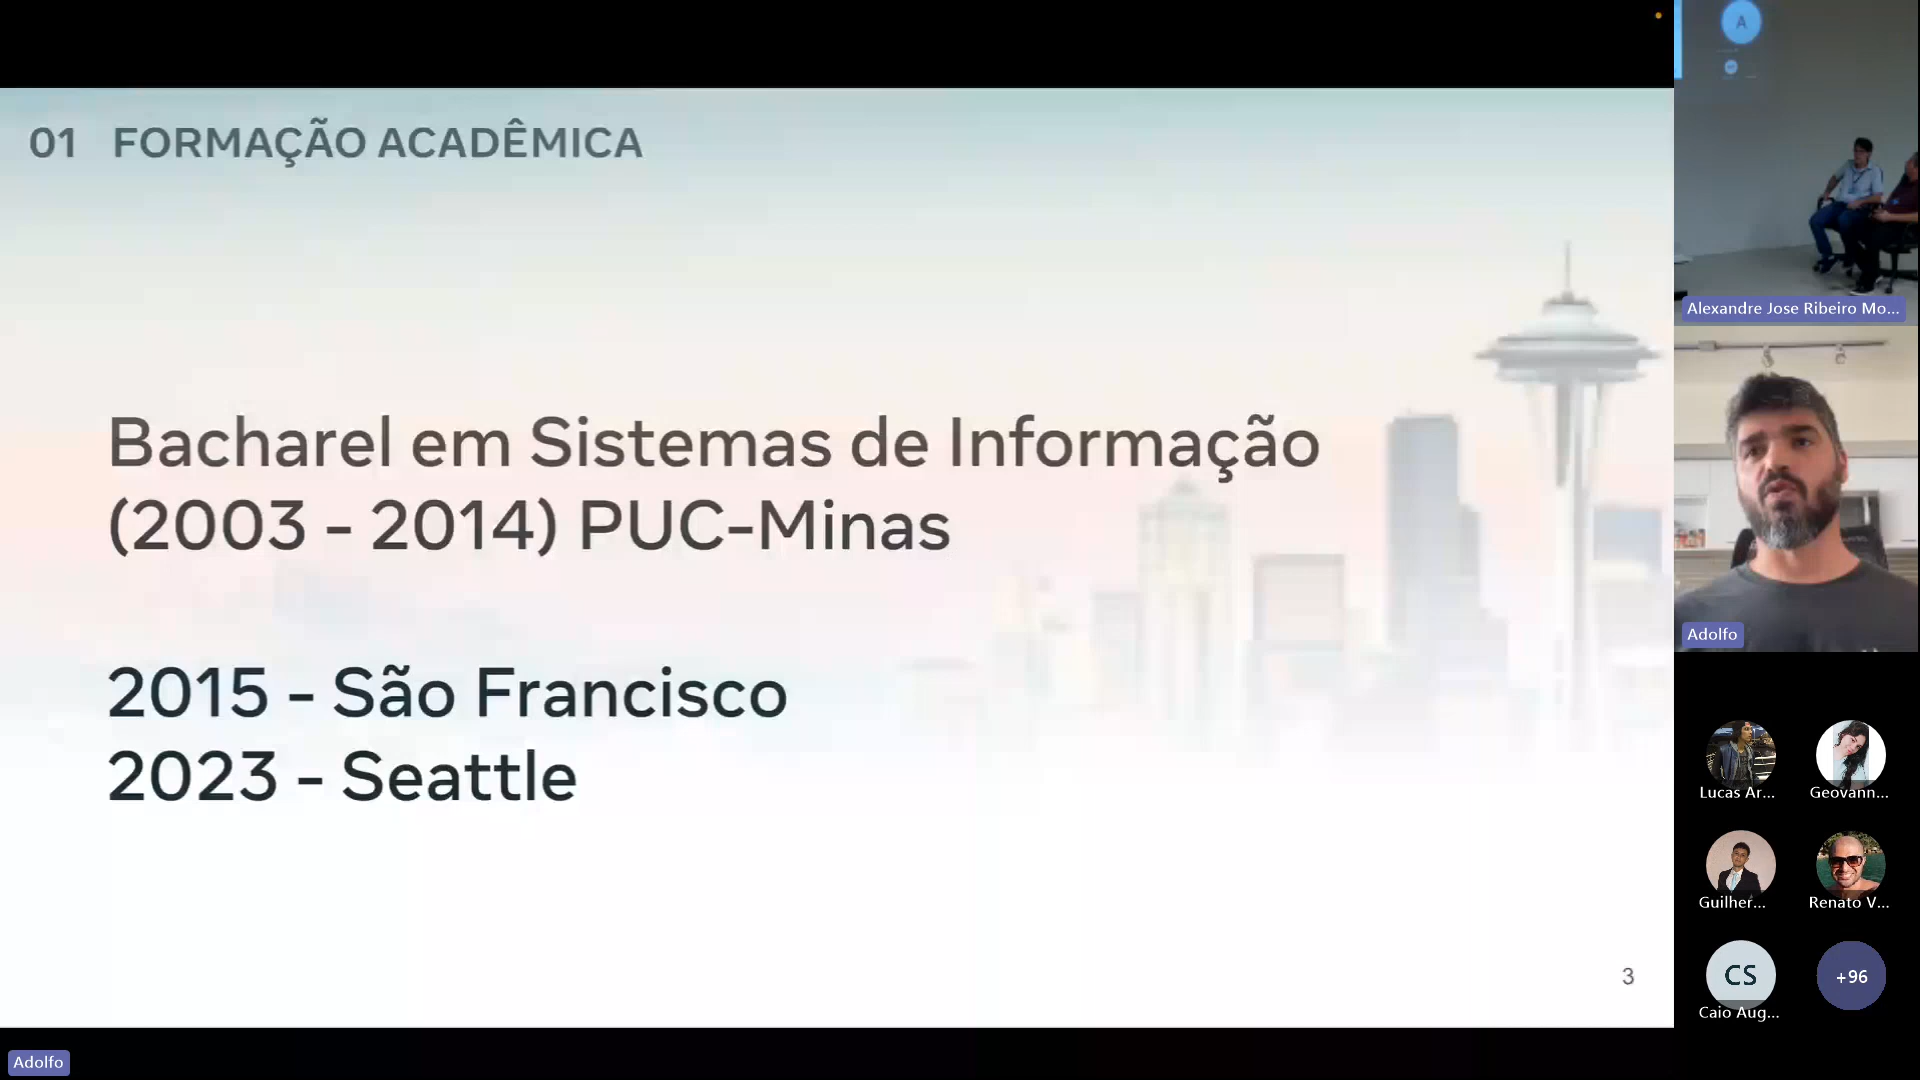 01 FORMAÇÃO ACADÊMICA
Bacharel em Sistemas de Informação
(2003 - 2014) PUC-Minas
2015 - São Francisco
2023 - Seattle
3
Adolfo
A
Alexandre Jose Ribeiro Mo...
Adolfo
Lucas Ar...
Geovann...
Guilher...
Renato V...
CS
Caio Aug...
+96